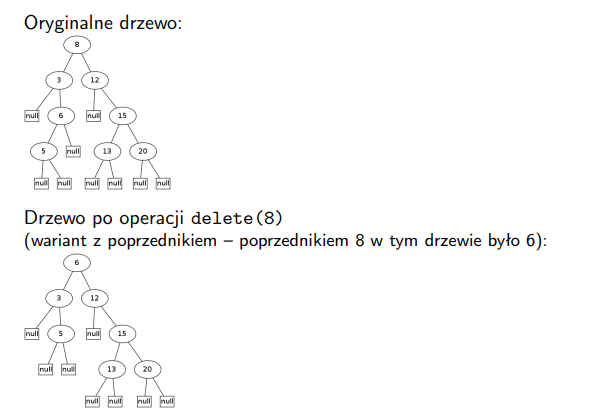 Oryginalne drzewo:
8
3 12
null 6 null 15
5 null 13 20
null null null null null null
Drzewo po operacji delete(8)
(wariant z poprzednikiem – poprzednikiem 8 w tym drzewie było 6):
6
3 12
null 5 null 15
null null 13 20
null null null null